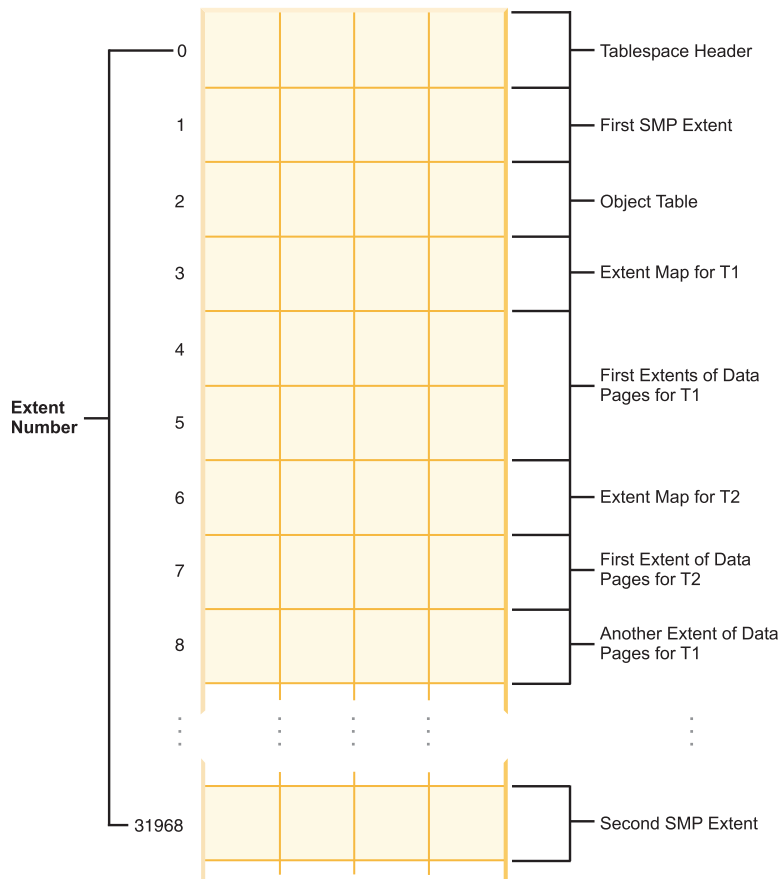 0
Tablespace Header
1
First SMP Extent
2
Object Table
3
Extent Map for T1
4
First Extents of Data
Pages for T1
Extent
Number
5
6
Extent Map for T2
7
First Extent of Data
Pages for T2
8
Another Extent of Data
Pages for T1
31968
Second SMP Extent